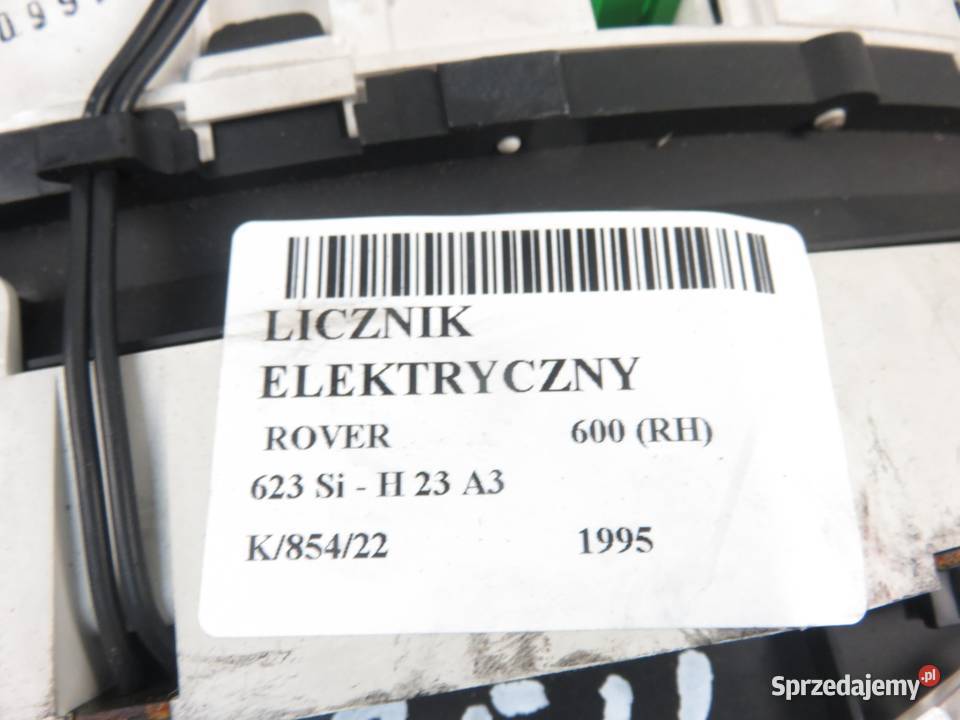 LICZNIK
ELEKTRYCZNY
ROVER 600 (RH)
623 Si - H 23 A3
K/854/22 1995
Sprzedajemy.pl